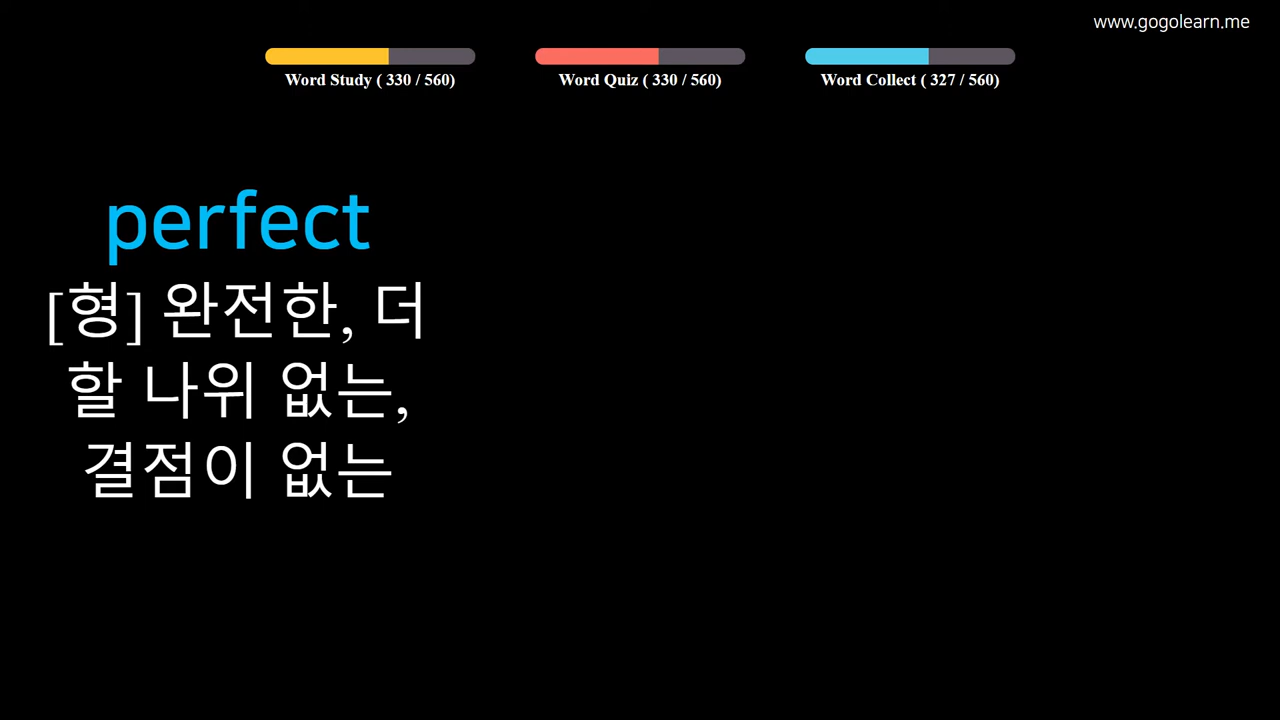 www.gogolearn.me
Word Study ( 330 / 560)
Word Quiz ( 330 / 560)
Word Collect ( 327 / 560)
perfect
[형] 완전한, 더
할 나위 없는,
결점이 없는